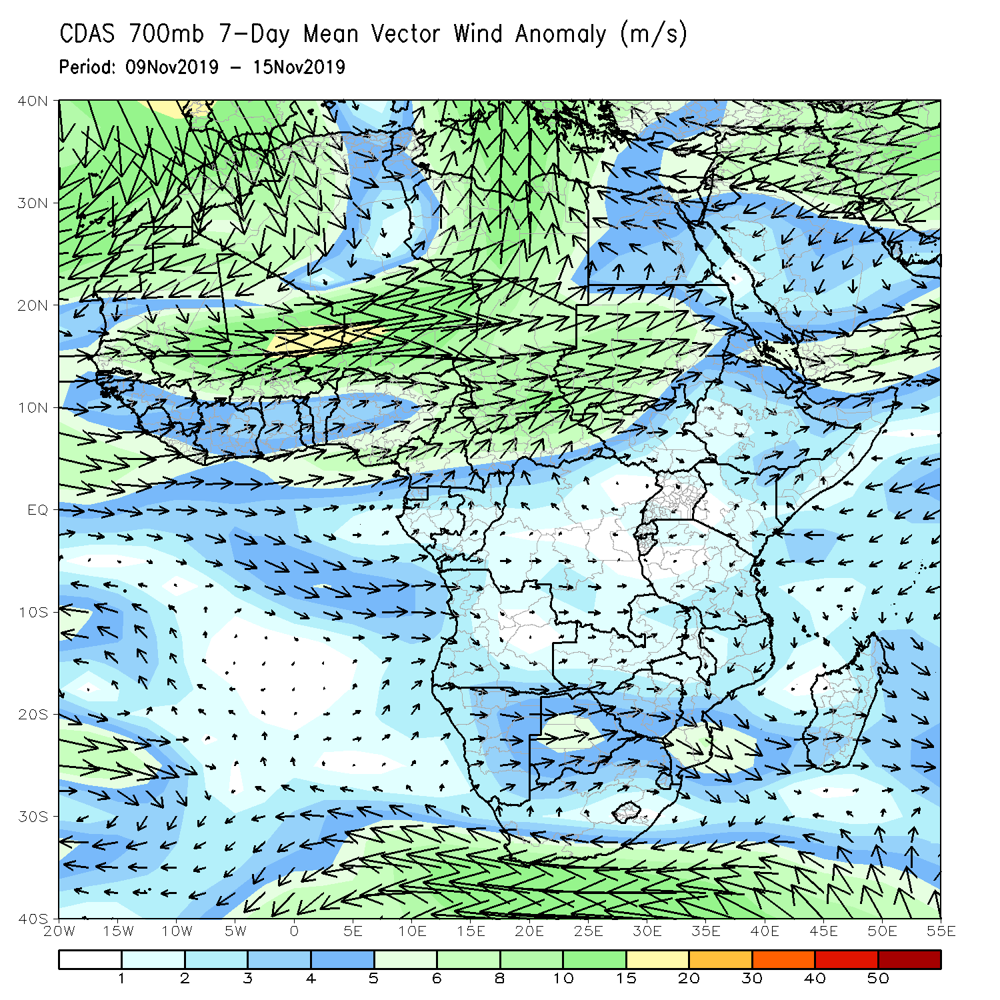 CDAS 700mb 7-Day Mean Vector Wind Anomaly (m/s)
Period: 09Nov2019 - 15Nov2019
40N
30N
20N
10N
EQ
10S
20S
30S
40S
20W 15W 10W 5W 0 5E 10E 15E 20E 25E 30E 35E 40E 45E 50E 55E
1 2 3 4 5 6 8 10 15 20 30 40 50